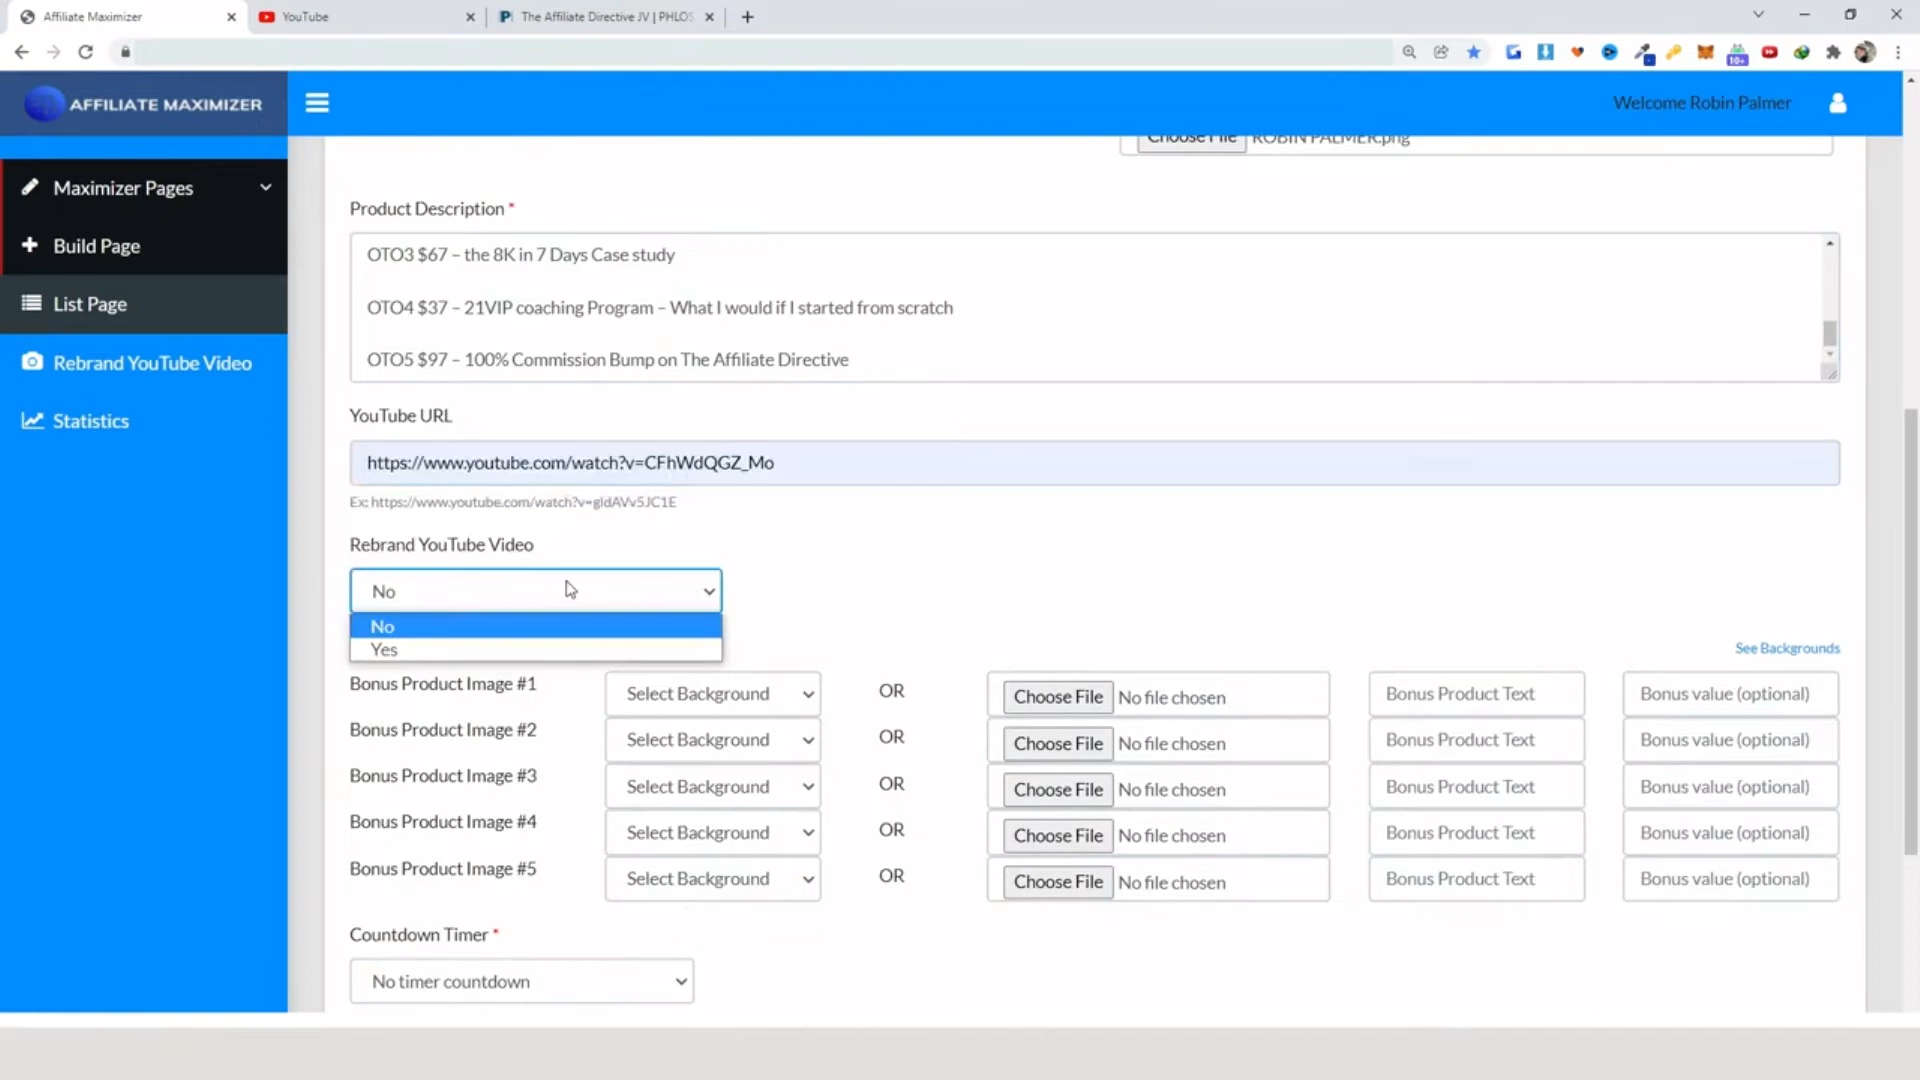 Affiliate Maximizer
YouTube
The Affiliate Directive JV | PHLOS
10+
AFFILIATE MAXIMIZER
Welcome Robin Palmer
Choose File ROBIN PALMER.png
Maximizer Pages
Build Page
List Page
Rebrand YouTube Video
Statistics
Product Description *
OTO3 $67 – the 8K in 7 Days Case study
OTO4 $37 – 21VIP coaching Program – What I would if I started from scratch
OTO5 $97 – 100% Commission Bump on The Affiliate Directive
YouTube URL
https://www.youtube.com/watch?v=CFhWdQGZ_Mo
Ex: https://www.youtube.com/watch?v=gldAVv5JC1E
Rebrand YouTube Video
No
No
Yes
See Backgrounds
Bonus Product Image #1 Select Background OR Choose File No file chosen Bonus Product Text Bonus value (optional)
Bonus Product Image #2 Select Background OR Choose File No file chosen Bonus Product Text Bonus value (optional)
Bonus Product Image #3 Select Background OR Choose File No file chosen Bonus Product Text Bonus value (optional)
Bonus Product Image #4 Select Background OR Choose File No file chosen Bonus Product Text Bonus value (optional)
Bonus Product Image #5 Select Background OR Choose File No file chosen Bonus Product Text Bonus value (optional)
Countdown Timer *
No timer countdown